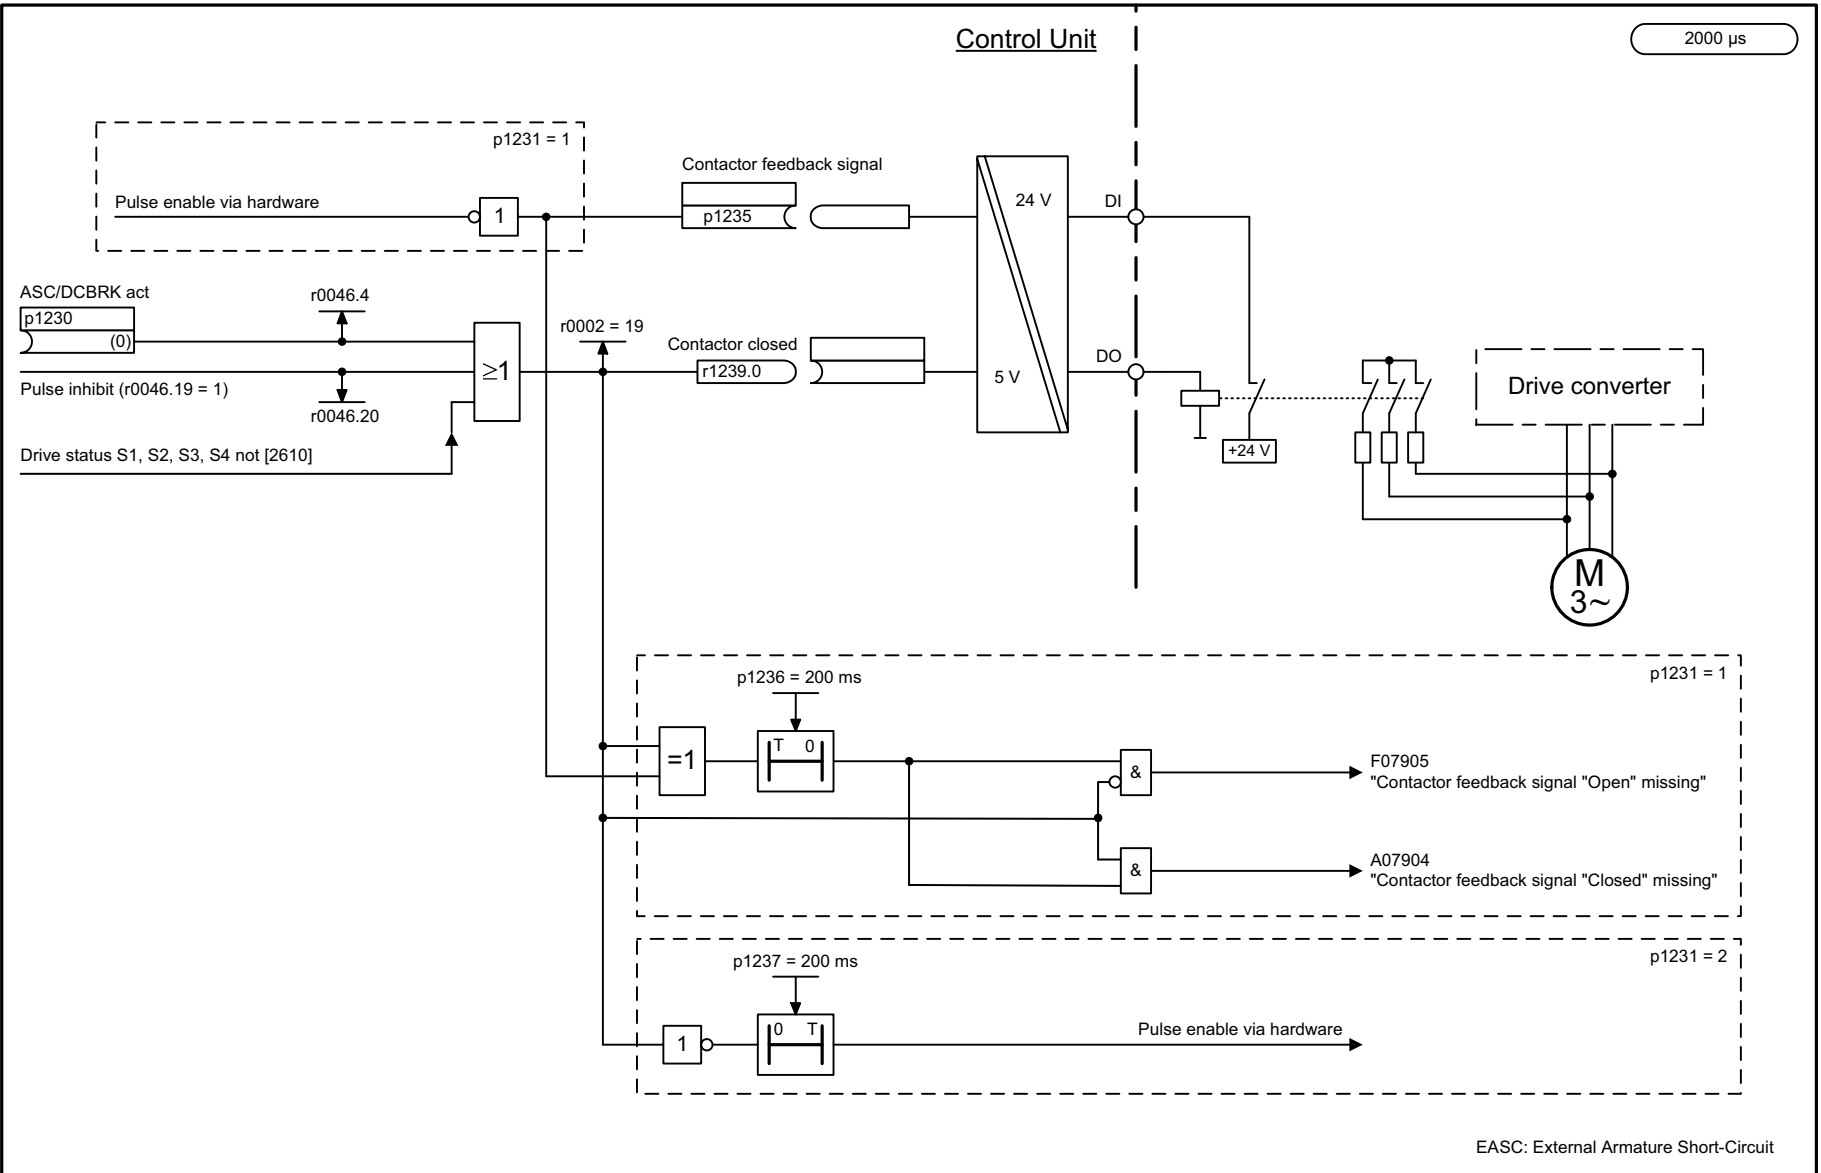 Control Unit
2000 µs
p1231 = 1
Pulse enable via hardware
1
Contactor feedback signal
p1235
24 V
5 V
DI
ASC/DCBRK act
p1230
(0)
r0046.4
Pulse inhibit (r0046.19 = 1)
r0046.20
Drive status S1, S2, S3, S4 not [2610]
≥1
r0002 = 19
Contactor closed
r1239.0
DO
+24 V
Drive converter
M
3~
p1231 = 1
p1236 = 200 ms
=1
T 0
&
F07905
"Contactor feedback signal "Open" missing"
&
A07904
"Contactor feedback signal "Closed" missing"
p1231 = 2
p1237 = 200 ms
1
0 T
Pulse enable via hardware
EASC: External Armature Short-Circuit